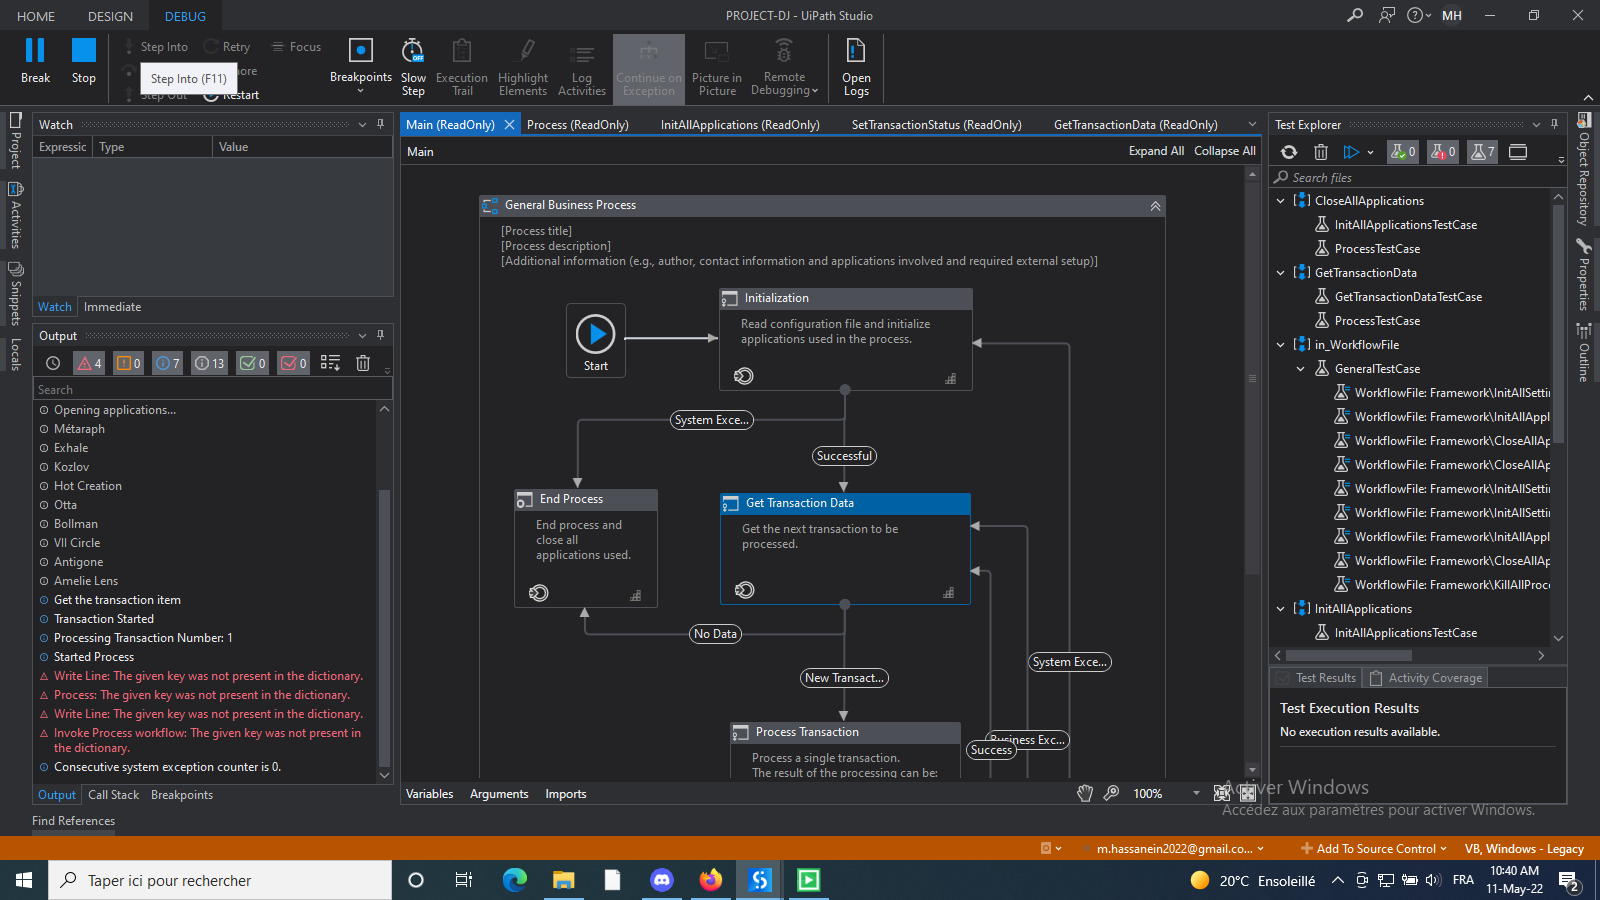 HOME DESIGN DEBUG PROJECT-DJ - UiPath Studio MH
Break Stop
Step Into Retry Focus
Step Into (F11) ore
Step Out Restart
Breakpoints Slow Step Execution Trail Highlight Elements Log Activities Continue on Exception Picture in Picture Remote Debugging Open Logs
Project
Activities
Snippets
Locals
Watch
Expressic Type Value
Watch Immediate
Output
4 0 7 13 0 0
Search
Opening applications...
Métaraph
Exhale
Kozlov
Hot Creation
Otta
Bollman
VII Circle
Antigone
Amelie Lens
Get the transaction item
Transaction Started
Processing Transaction Number: 1
Started Process
Write Line: The given key was not present in the dictionary.
Process: The given key was not present in the dictionary.
Write Line: The given key was not present in the dictionary.
Invoke Process workflow: The given key was not present in
the dictionary.
Consecutive system exception counter is 0.
Output Call Stack Breakpoints
Find References
Main (ReadOnly) Process (ReadOnly) InitAllApplications (ReadOnly) SetTransactionStatus (ReadOnly) GetTransactionData (ReadOnly)
Main Expand All Collapse All
General Business Process
[Process title]
[Process description]
[Additional information (e.g., author, contact information and applications involved and required external setup)]
Start
Initialization
Read configuration file and initialize
applications used in the process.
System Exce...
Successful
End Process
End process and
close all
applications used.
Get Transaction Data
Get the next transaction to be
processed.
No Data
New Transact...
System Exce...
Business Exc...
Success
Process Transaction
Process a single transaction.
The result of the processing can be:
Variables Arguments Imports 100%
Test Explorer
0 0 7
Search files
CloseAllApplications
InitAllApplicationsTestCase
ProcessTestCase
GetTransactionData
GetTransactionDataTestCase
ProcessTestCase
in_WorkflowFile
GeneralTestCase
WorkflowFile: Framework\InitAllSetti
WorkflowFile: Framework\InitAllAppl
WorkflowFile: Framework\CloseAllAp
WorkflowFile: Framework\CloseAllAp
WorkflowFile: Framework\InitAllSetti
WorkflowFile: Framework\InitAllSetti
WorkflowFile: Framework\InitAllAppl
WorkflowFile: Framework\CloseAllAp
WorkflowFile: Framework\KillAllProce
InitAllApplications
InitAllApplicationsTestCase
Test Results Activity Coverage
Test Execution Results
No execution results available.
Object Repository
Properties
Outline
Activer Windows
Accédez aux paramètres pour activer Windows.
m.hassanein2022@gmail.co... Add To Source Control VB, Windows - Legacy
Taper ici pour rechercher
20°C Ensoleillé FRA 10:40 AM
11-May-22 2